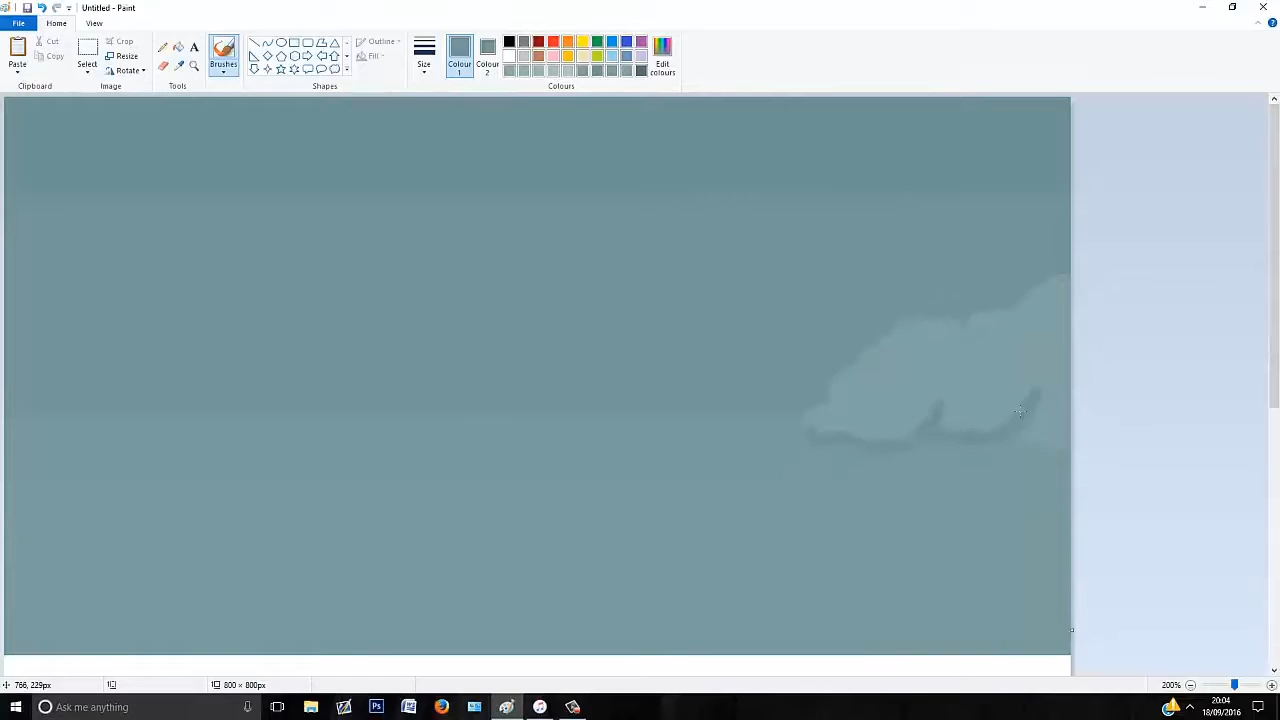 Untitled - Paint
File Home View
Paste
Cut
Copy
Clipboard
Select
Crop
Resize
Rotate
Image
A
Tools
Brushes
Outline
Fill
Shapes
Size
Colour 1
Colour 2
Edit colours
Colours
766, 229px
800 × 800px
200%
Ask me anything
20:04
18/09/2016